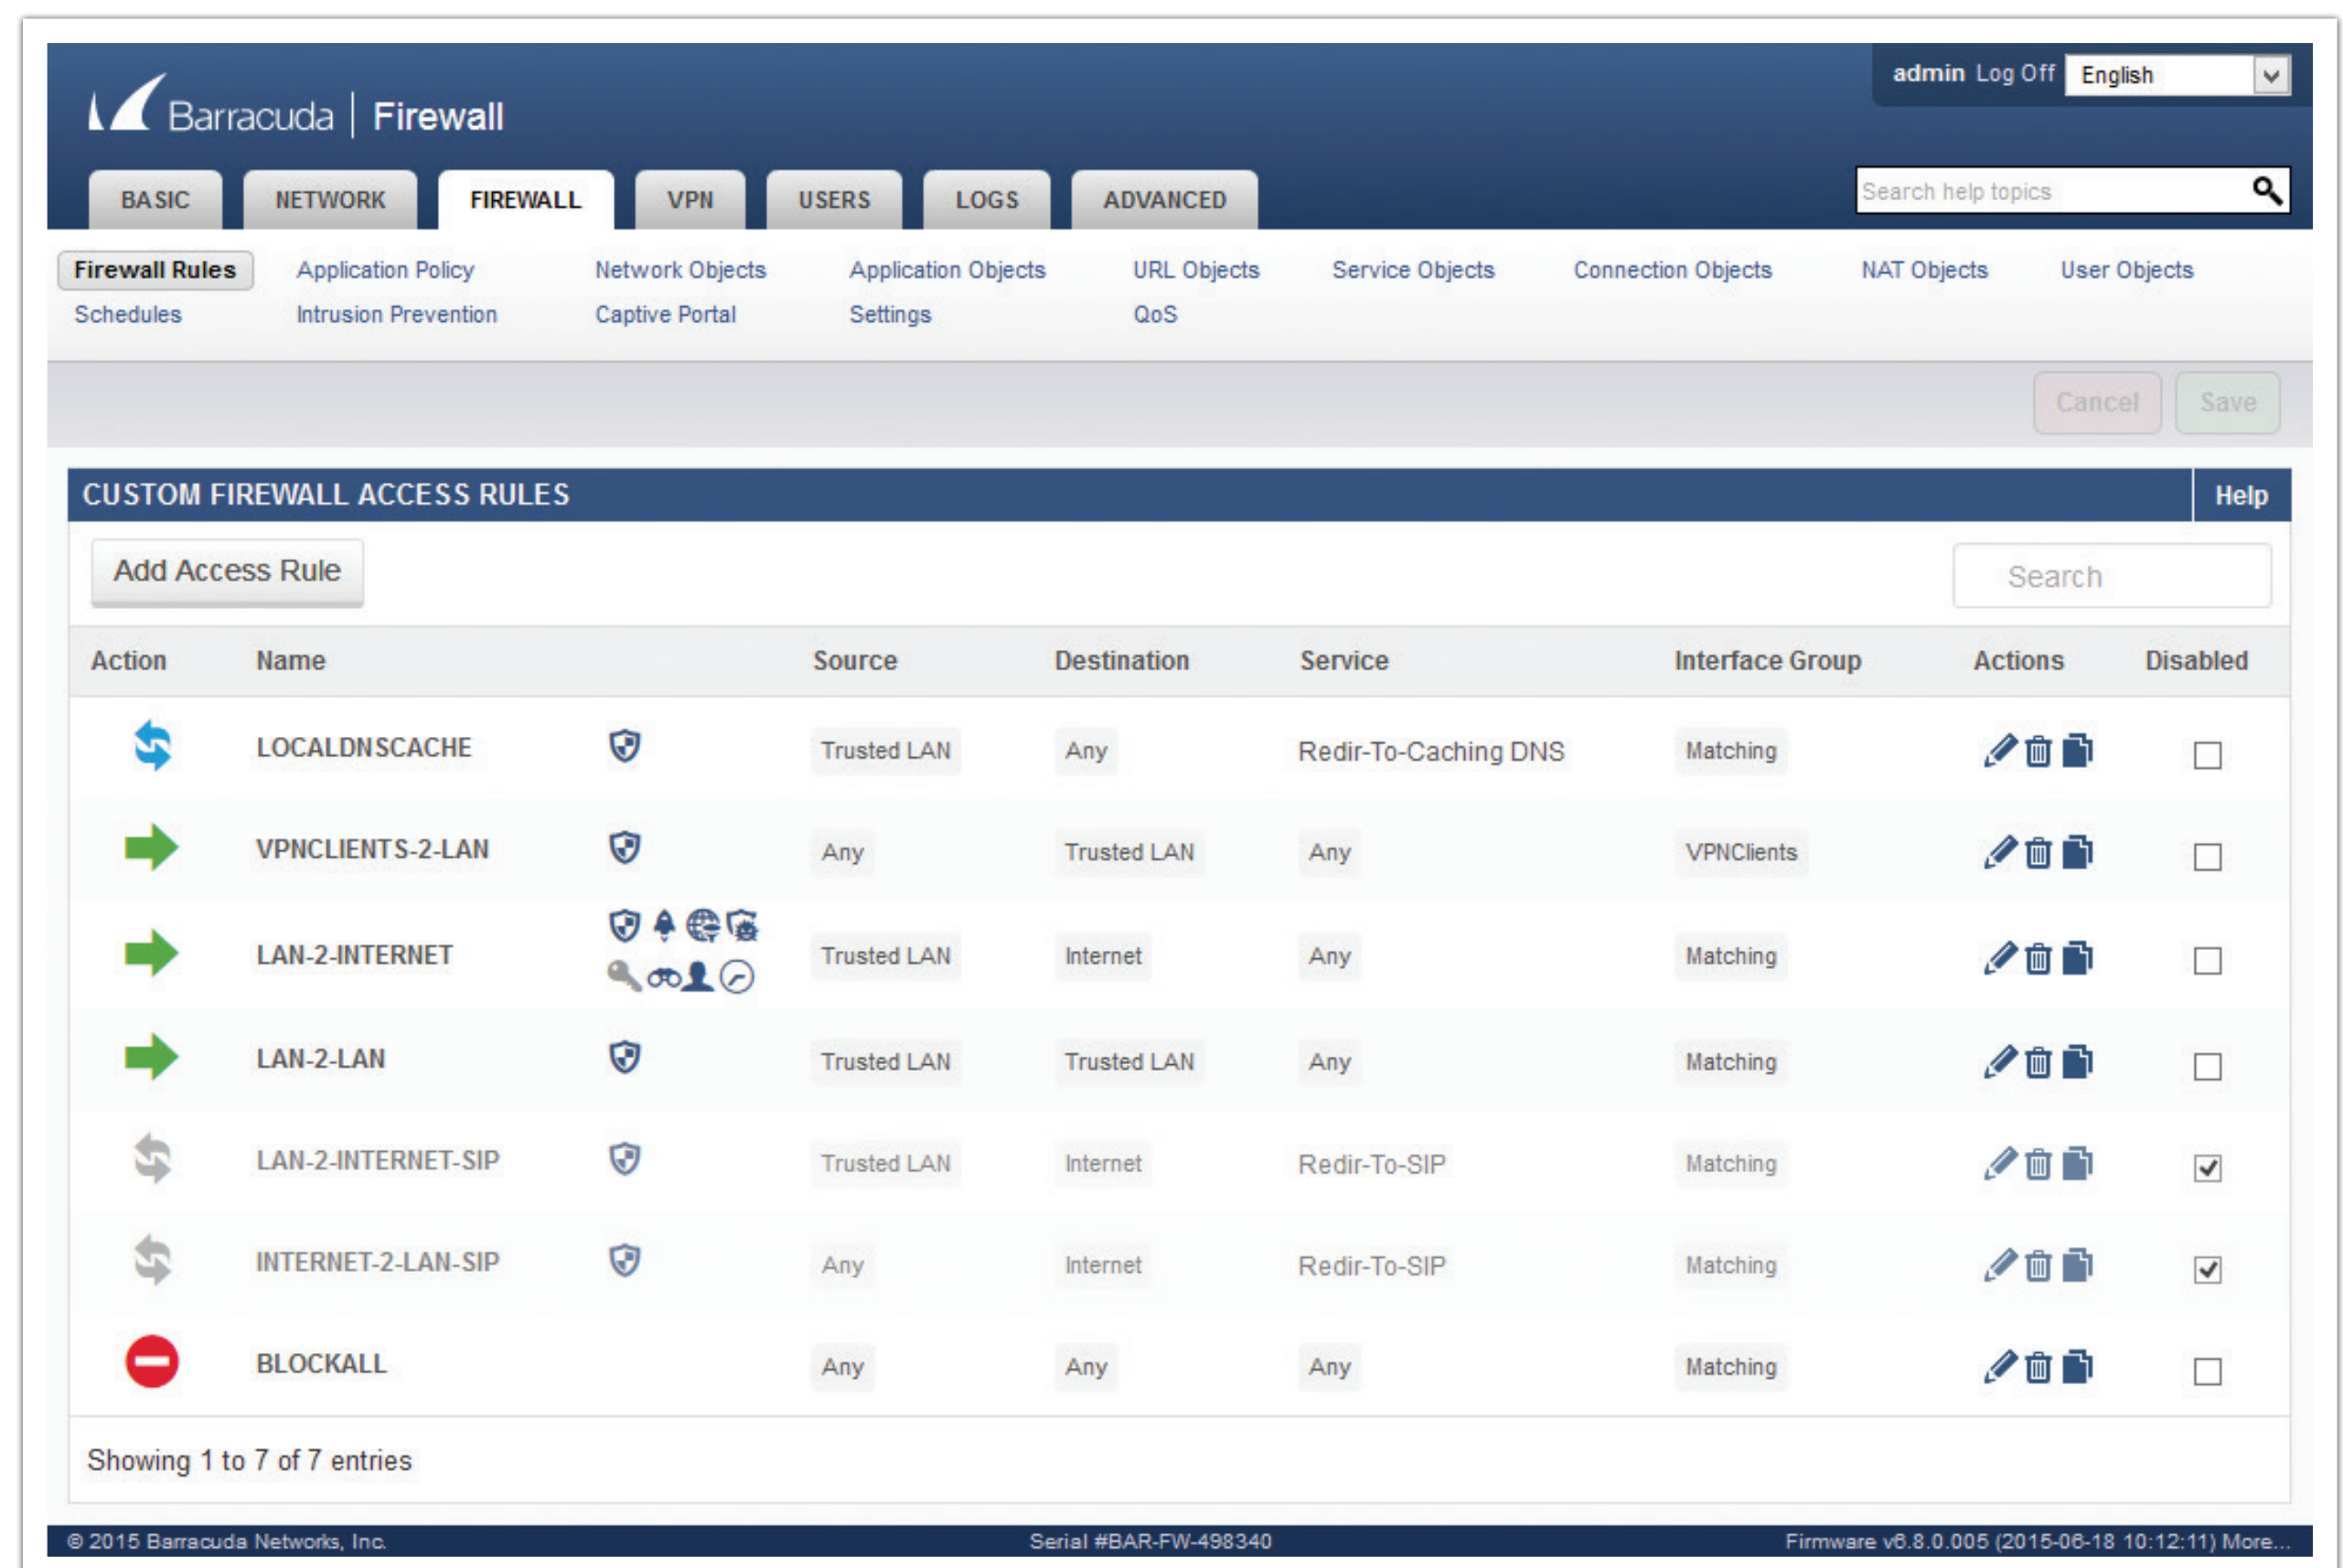 admin Log Off English
Barracuda | Firewall
BASIC NETWORK FIREWALL VPN USERS LOGS ADVANCED Search help topics
Firewall Rules Application Policy Network Objects Application Objects URL Objects Service Objects Connection Objects NAT Objects User Objects
Schedules Intrusion Prevention Captive Portal Settings QoS
Cancel Save
CUSTOM FIREWALL ACCESS RULES Help
Add Access Rule Search
Action Name Source Destination Service Interface Group Actions Disabled
LOCALDNSCACHE Trusted LAN Any Redir-To-Caching DNS Matching
VPNCLIENTS-2-LAN Any Trusted LAN Any VPNClients
LAN-2-INTERNET Trusted LAN Internet Any Matching
LAN-2-LAN Trusted LAN Trusted LAN Any Matching
LAN-2-INTERNET-SIP Trusted LAN Internet Redir-To-SIP Matching
INTERNET-2-LAN-SIP Any Internet Redir-To-SIP Matching
BLOCKALL Any Any Any Matching
Showing 1 to 7 of 7 entries
© 2015 Barracuda Networks, Inc. Serial #BAR-FW-498340 Firmware v6.8.0.005 (2015-06-18 10:12:11) More...